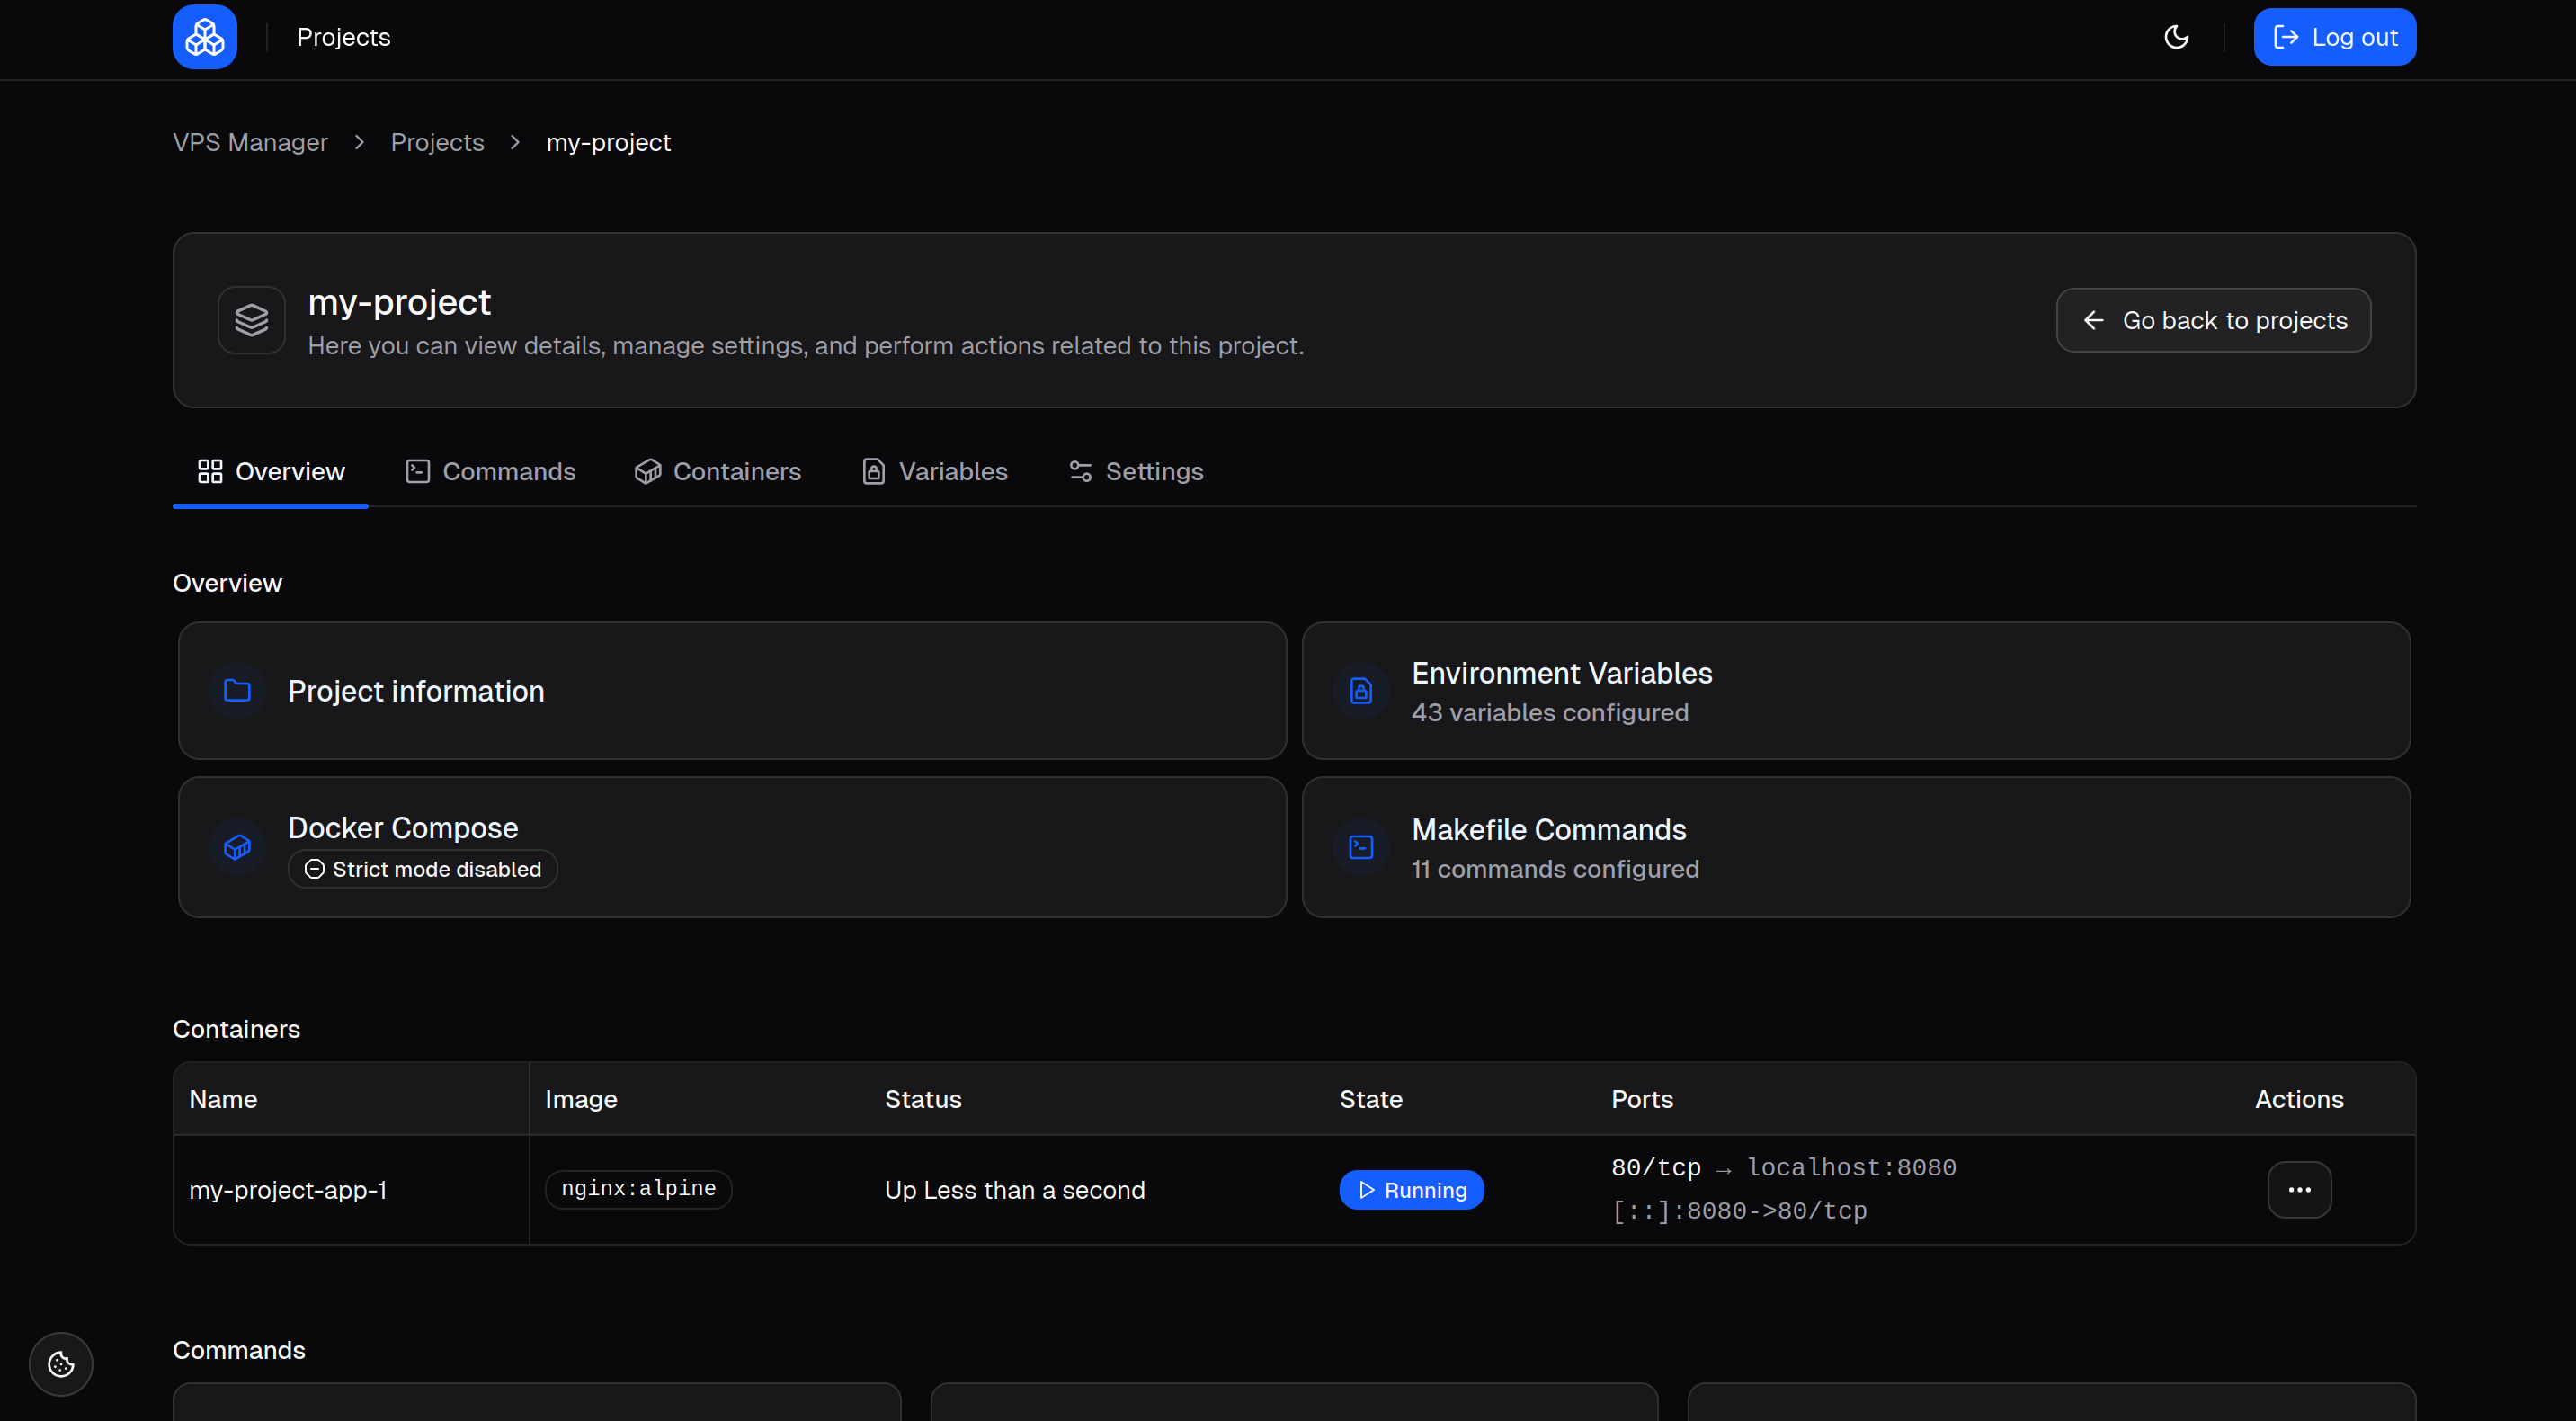 Projects
Log out
VPS Manager > Projects > my-project
my-project
Here you can view details, manage settings, and perform actions related to this project.
Go back to projects
Overview Commands Containers Variables Settings
Overview
Project information
Environment Variables
43 variables configured
Docker Compose
Strict mode disabled
Makefile Commands
11 commands configured
Containers
Name Image Status State Ports Actions
my-project-app-1 nginx:alpine Up Less than a second Running 80/tcp → localhost:8080
[::]:8080->80/tcp
Commands